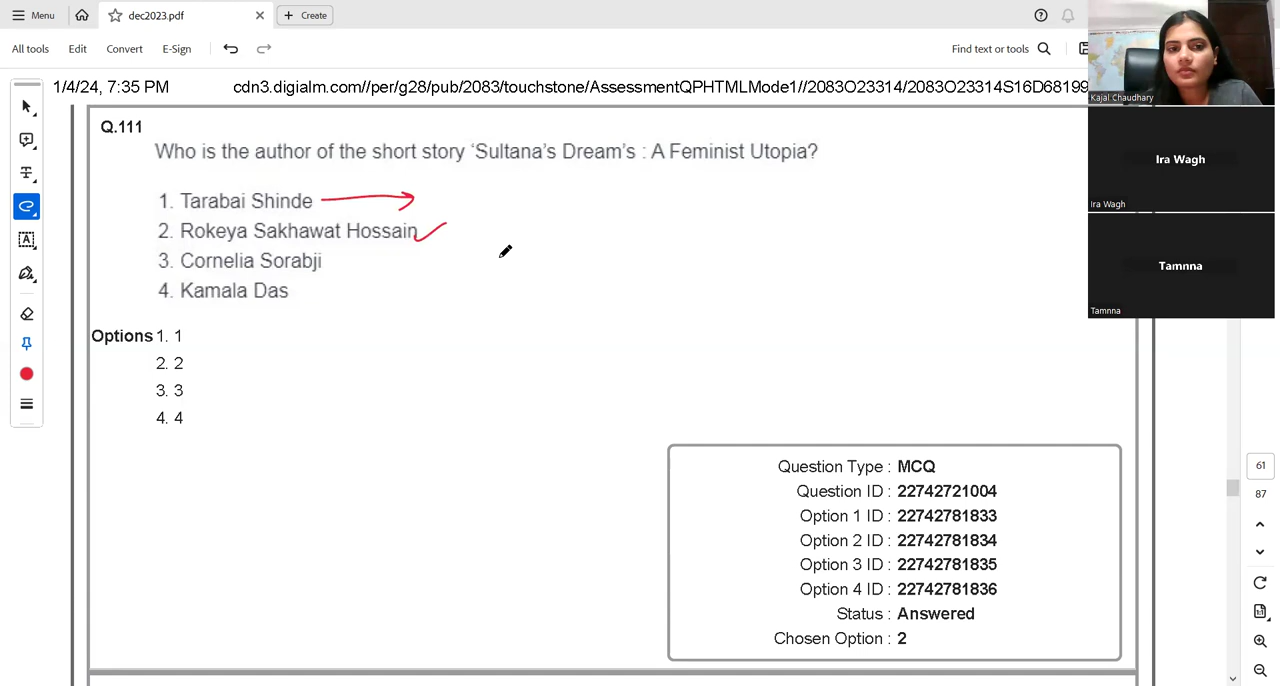 Menu
dec2023.pdf
Create
All tools Edit Convert E-Sign
Find text or tools
1/4/24, 7:35 PM cdn3.digialm.com//per/g28/pub/2083/touchstone/AssessmentQPHTMLMode1//2083O23314/2083O23314S16D68199
Q.111
Who is the author of the short story ‘Sultana’s Dream’s : A Feminist Utopia?
1. Tarabai Shinde
2. Rokeya Sakhawat Hossain
3. Cornelia Sorabji
4. Kamala Das
Options 1. 1
2. 2
3. 3
4. 4
Question Type : MCQ
Question ID : 22742721004
Option 1 ID : 22742781833
Option 2 ID : 22742781834
Option 3 ID : 22742781835
Option 4 ID : 22742781836
Status : Answered
Chosen Option : 2
Kajal Chaudhary
Ira Wagh
Ira Wagh
Tamnna
Tamnna
61
87